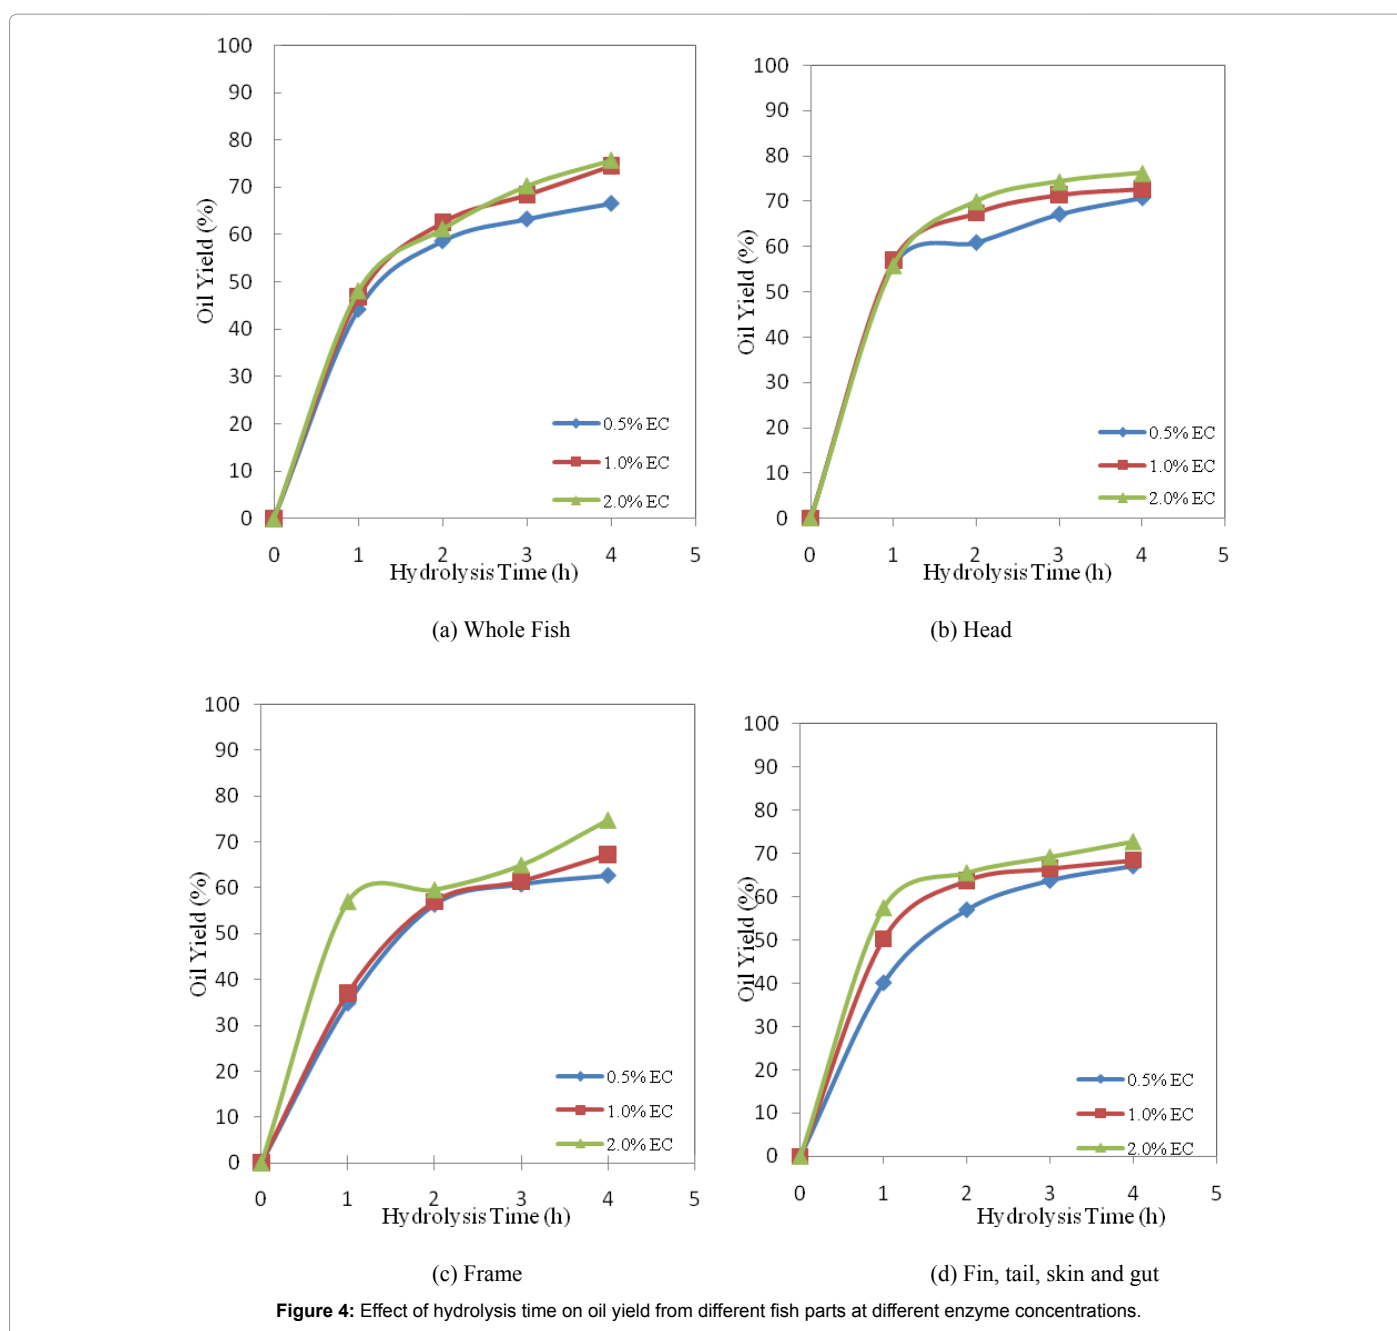 100
90
80
70
60
50
40
30
20
10
0
Oil Yield (%)
0.5% EC
1.0% EC
2.0% EC
0 1 2 3 4 5
Hydrolysis Time (h)
(a) Whole Fish
100
90
80
70
60
50
40
30
20
10
0
Oil Yield (%)
0.5% EC
1.0% EC
2.0% EC
0 1 2 3 4 5
Hydrolysis Time (h)
(b) Head
100
90
80
70
60
50
40
30
20
10
0
Oil Yield (%)
0.5% EC
1.0% EC
2.0% EC
0 1 2 3 4 5
Hydrolysis Time (h)
(c) Frame
100
90
80
70
60
50
40
30
20
10
0
Oil Yield (%)
0.5% EC
1.0% EC
2.0% EC
0 1 2 3 4 5
Hydrolysis Time (h)
(d) Fin, tail, skin and gut
Figure 4: Effect of hydrolysis time on oil yield from different fish parts at different enzyme concentrations.